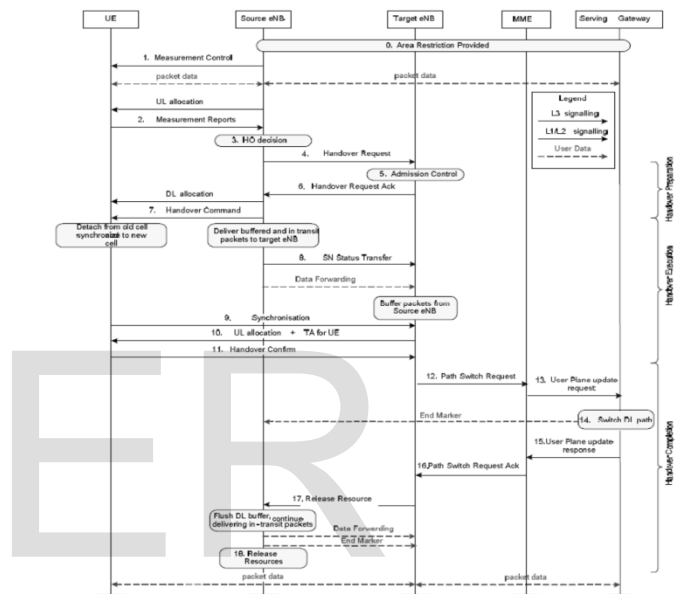 UE
Source eNB
Target eNB
MME
Serving Gateway
0. Area Restriction Provided
1. Measurement Control
packet data
packet data
UL allocation
Legend
L3 signalling
L1/L2 signalling
User Data
2. Measurement Reports
3. HO decision
4. Handover Request
5. Admission Control
6. Handover Request Ack
DL allocation
7. Handover Command
Handover Preparation
Detach from old cell
synchronize to new
cell
Deliver buffered and in transit
packets to target eNB
8. SN Status Transfer
Data Forwarding
Buffer packets from
Source eNB
9. Synchronisation
10. UL allocation + TA for UE
11. Handover Confirm
Handover Execution
12. Path Switch Request
13. User Plane update
request
End Marker
14. Switch DL path
15.User Plane update
response
16.Path Switch Request Ack
17. Release Resource
Flush DL buffer, continue
delivering in-transit packets
Data Forwarding
End Marker
18. Release
Resources
Handover Completion
packet data
packet data
ER